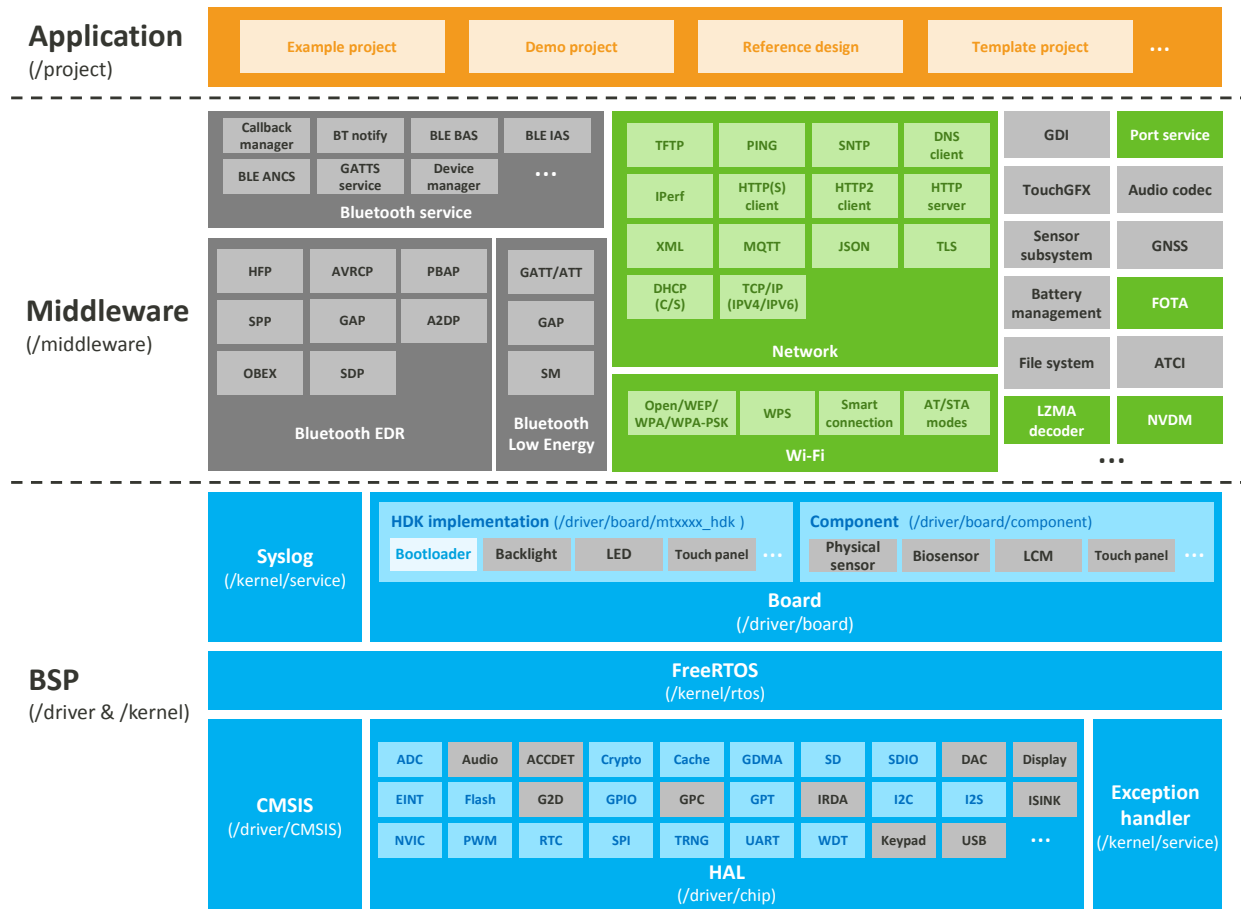 Application
(/project)
Example project
Demo project
Reference design
Template project
...
Middleware
(/middleware)
Callback
manager
BT notify
BLE BAS
BLE IAS
BLE ANCS
GATTS
service
Device
manager
...
Bluetooth service
HFP
AVRCP
PBAP
SPP
GAP
A2DP
OBEX
SDP
Bluetooth EDR
GATT/ATT
GAP
SM
Bluetooth
Low Energy
TFTP
PING
SNTP
DNS
client
IPerf
HTTP(S)
client
HTTP2
client
HTTP
server
XML
MQTT
JSON
TLS
DHCP
(C/S)
TCP/IP
(IPV4/IPV6)
Network
Open/WEP/
WPA/WPA-PSK
WPS
Smart
connection
AT/STA
modes
Wi-Fi
GDI
Port service
TouchGFX
Audio codec
Sensor
subsystem
GNSS
Battery
management
FOTA
File system
ATCI
LZMA
decoder
NVDM
...
BSP
(/driver & /kernel)
Syslog
(/kernel/service)
HDK implementation (/driver/board/mtxxxx_hdk )
Bootloader
Backlight
LED
Touch panel
...
Component (/driver/board/component)
Physical
sensor
Biosensor
LCM
Touch panel
...
Board
(/driver/board)
FreeRTOS
(/kernel/rtos)
CMSIS
(/driver/CMSIS)
ADC
Audio
ACCDET
Crypto
Cache
GDMA
SD
SDIO
DAC
Display
EINT
Flash
G2D
GPIO
GPC
GPT
IRDA
I2C
I2S
ISINK
NVIC
PWM
RTC
SPI
TRNG
UART
WDT
Keypad
USB
...
HAL
(/driver/chip)
Exception
handler
(/kernel/service)